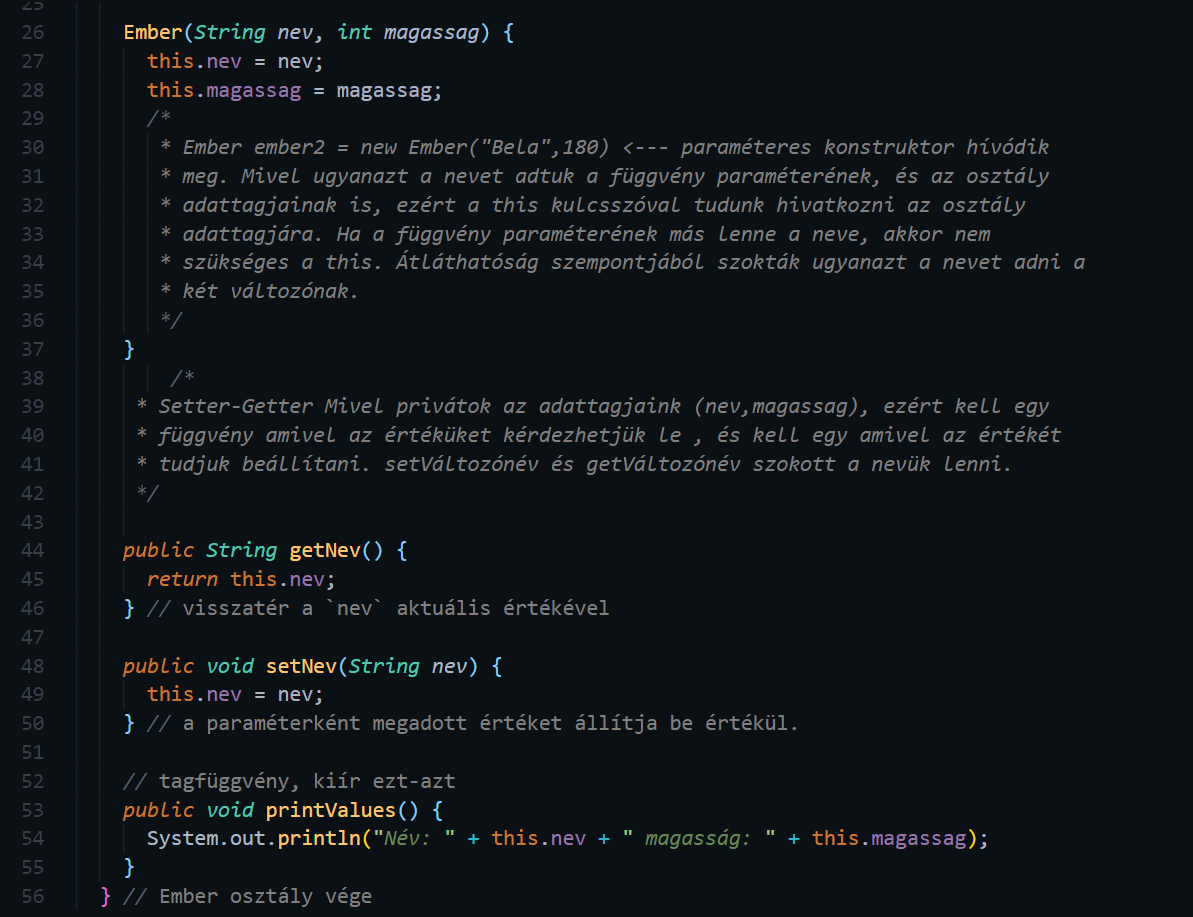 25
26 Ember(String nev, int magassag) {
27 this.nev = nev;
28 this.magassag = magassag;
29 /*
30 * Ember ember2 = new Ember("Bela",180) <--- paraméteres konstruktor hívódik
31 * meg. Mivel ugyanazt a nevet adtuk a függvény paraméterének, és az osztály
32 * adattagjainak is, ezért a this kulcsszóval tudunk hivatkozni az osztály
33 * adattagjára. Ha a függvény paraméterének más lenne a neve, akkor nem
34 * szükséges a this. Átláthatóság szempontjából szokták ugyanazt a nevet adni a
35 * két változónak.
36 */
37 }
38 /*
39 * Setter-Getter Mivel privátok az adattagjaink (nev,magassag), ezért kell egy
40 * függvény amivel az értéküket kérdezhetjük le , és kell egy amivel az értékét
41 * tudjuk beállítani. setVáltozónév és getVáltozónév szokott a nevük lenni.
42 */
43
44 public String getNev() {
45 return this.nev;
46 } // visszatér a `nev` aktuális értékével
47
48 public void setNev(String nev) {
49 this.nev = nev;
50 } // a paraméterként megadott értéket állítja be értékül.
51
52 // tagfüggvény, kiír ezt-azt
53 public void printValues() {
54 System.out.println("Név: " + this.nev + " magasság: " + this.magassag);
55 }
56 } // Ember osztály vége